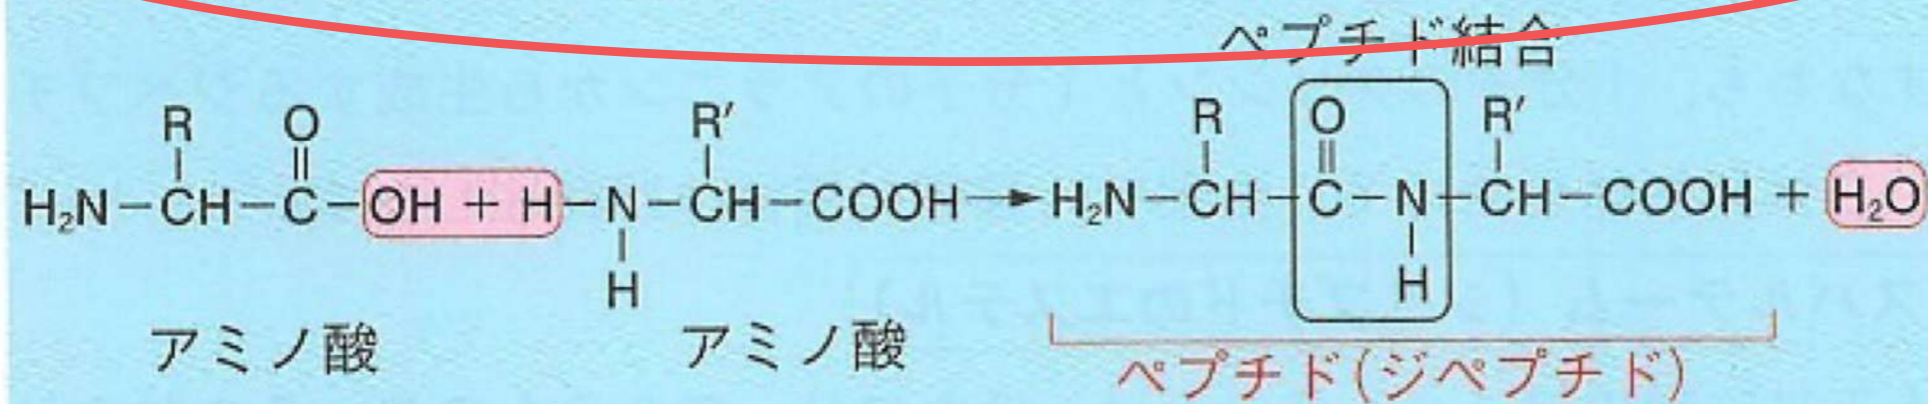 ペプチド結合
R O R′ R O R′
H₂N−CH−C−OH + H−N−CH−COOH→H₂N−CH−C−N−CH−COOH + H₂O
H H
アミノ酸 アミノ酸 ペプチド(ジペプチド)